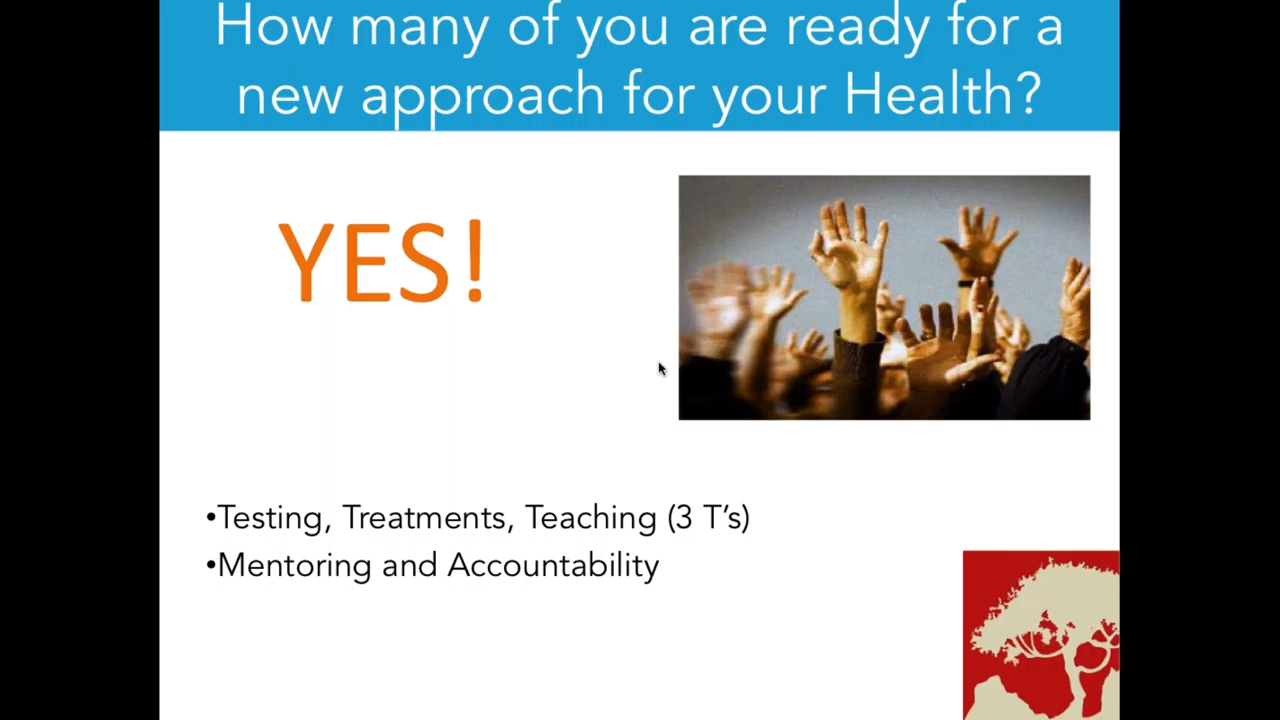 How many of you are ready for a
new approach for your Health?
YES!
•Testing, Treatments, Teaching (3 T’s)
•Mentoring and Accountability